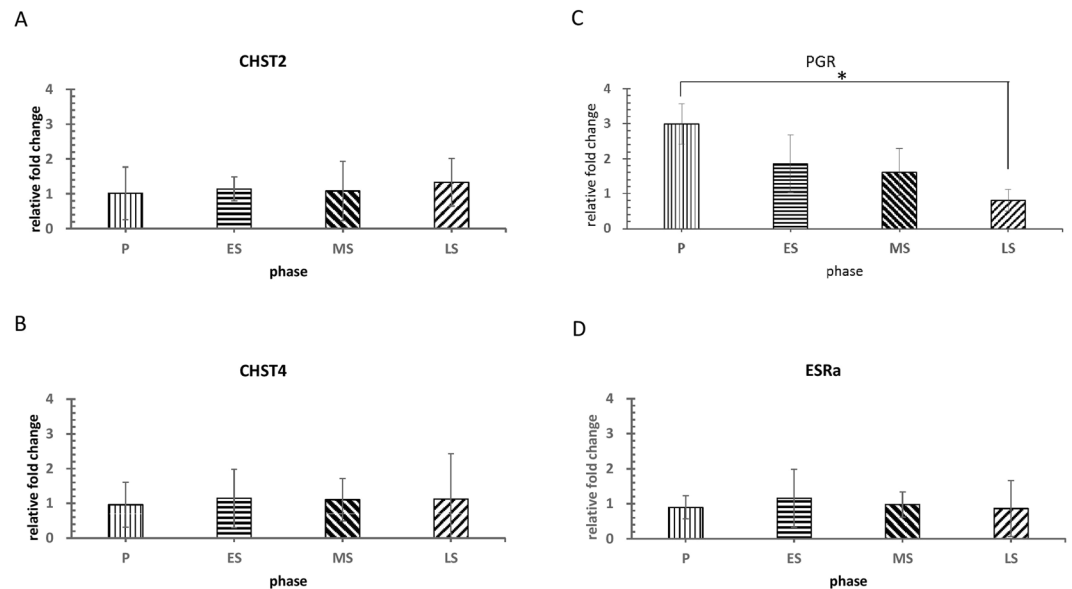 A
CHST2
relative fold change
4
3
2
1
0
P ES MS LS
phase
B
CHST4
relative fold change
4
3
2
1
0
P ES MS LS
phase
C
PGR
*
relative fold change
4
3
2
1
0
P ES MS LS
phase
D
ESRa
relative fold change
4
3
2
1
0
P ES MS LS
phase